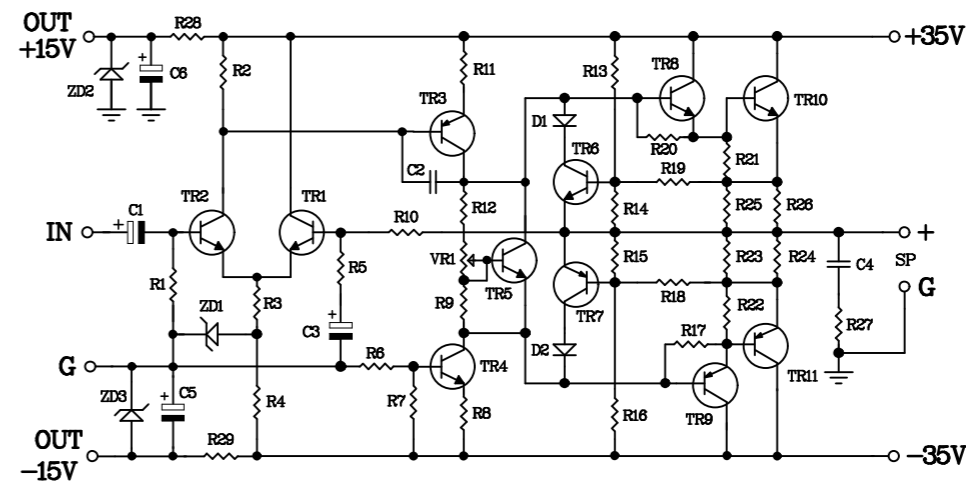 OUT
+15V
R28
+35V
ZD2
+
C6
R2
R11
R13
TR8
TR10
TR3
D1
R20
C2
TR6
R21
R19
TR2
TR1
R12
R14
R25
R26
C1
+
IN
R10
+
SP
G
VR1
TR5
R15
R23
R24
C4
R1
R5
R3
ZD1
R9
TR7
R18
R22
+
C3
D2
R17
R27
G
R6
TR4
TR11
ZD3
+
C5
R4
R7
R8
R16
TR9
OUT
-15V
R29
-35V